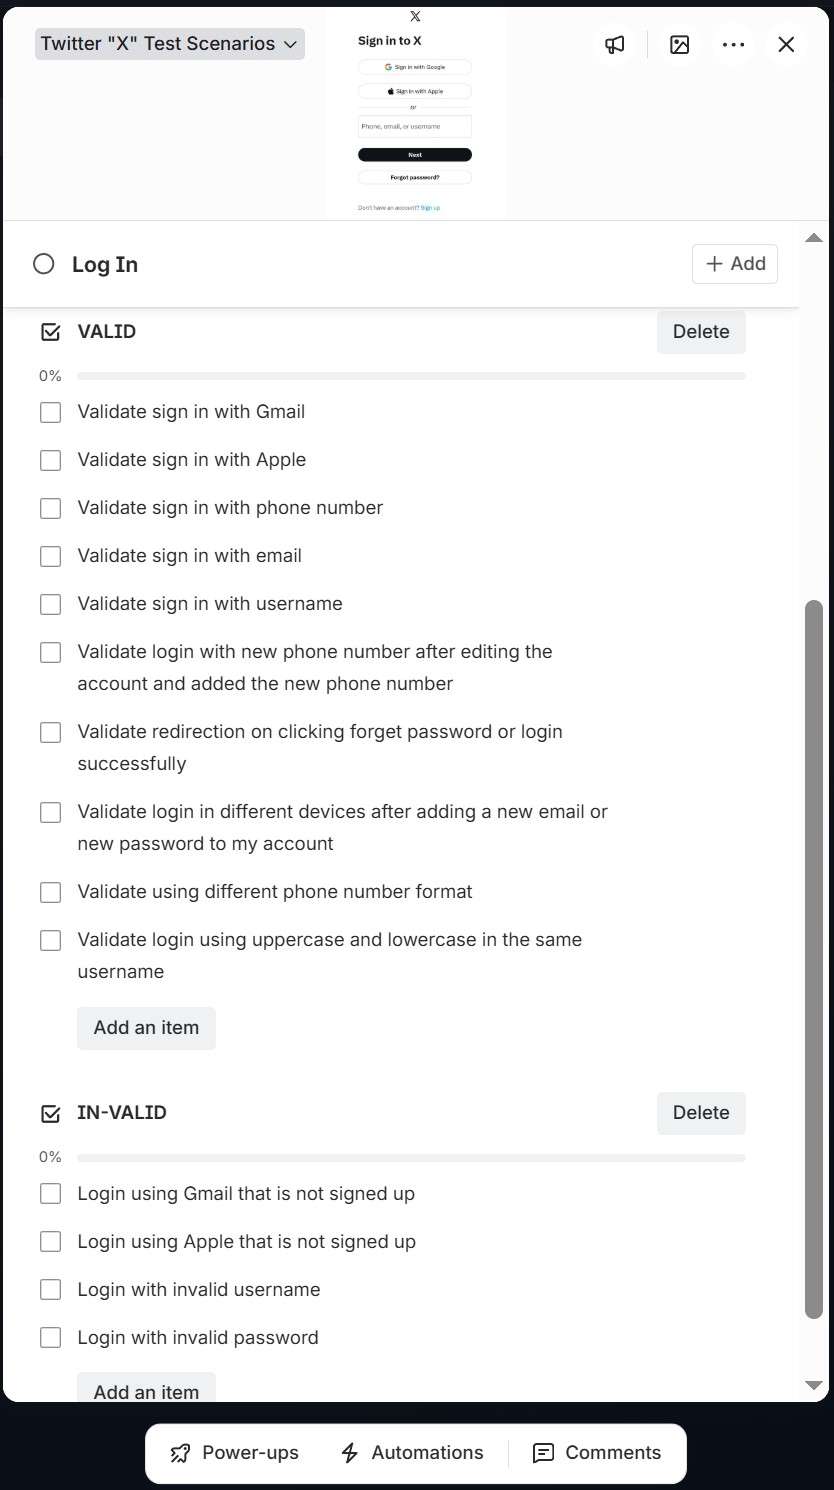 Twitter "X" Test Scenarios
Sign in to X
Sign in with Google
Sign in with Apple
or
Phone, email, or username
Next
Forgot password?
Don't have an account? Sign up
Log In
Add
VALID
Delete
0%
Validate sign in with Gmail
Validate sign in with Apple
Validate sign in with phone number
Validate sign in with email
Validate sign in with username
Validate login with new phone number after editing the
account and added the new phone number
Validate redirection on clicking forget password or login
successfully
Validate login in different devices after adding a new email or
new password to my account
Validate using different phone number format
Validate login using uppercase and lowercase in the same
username
Add an item
IN-VALID
Delete
0%
Login using Gmail that is not signed up
Login using Apple that is not signed up
Login with invalid username
Login with invalid password
Add an item
Power-ups
Automations
Comments